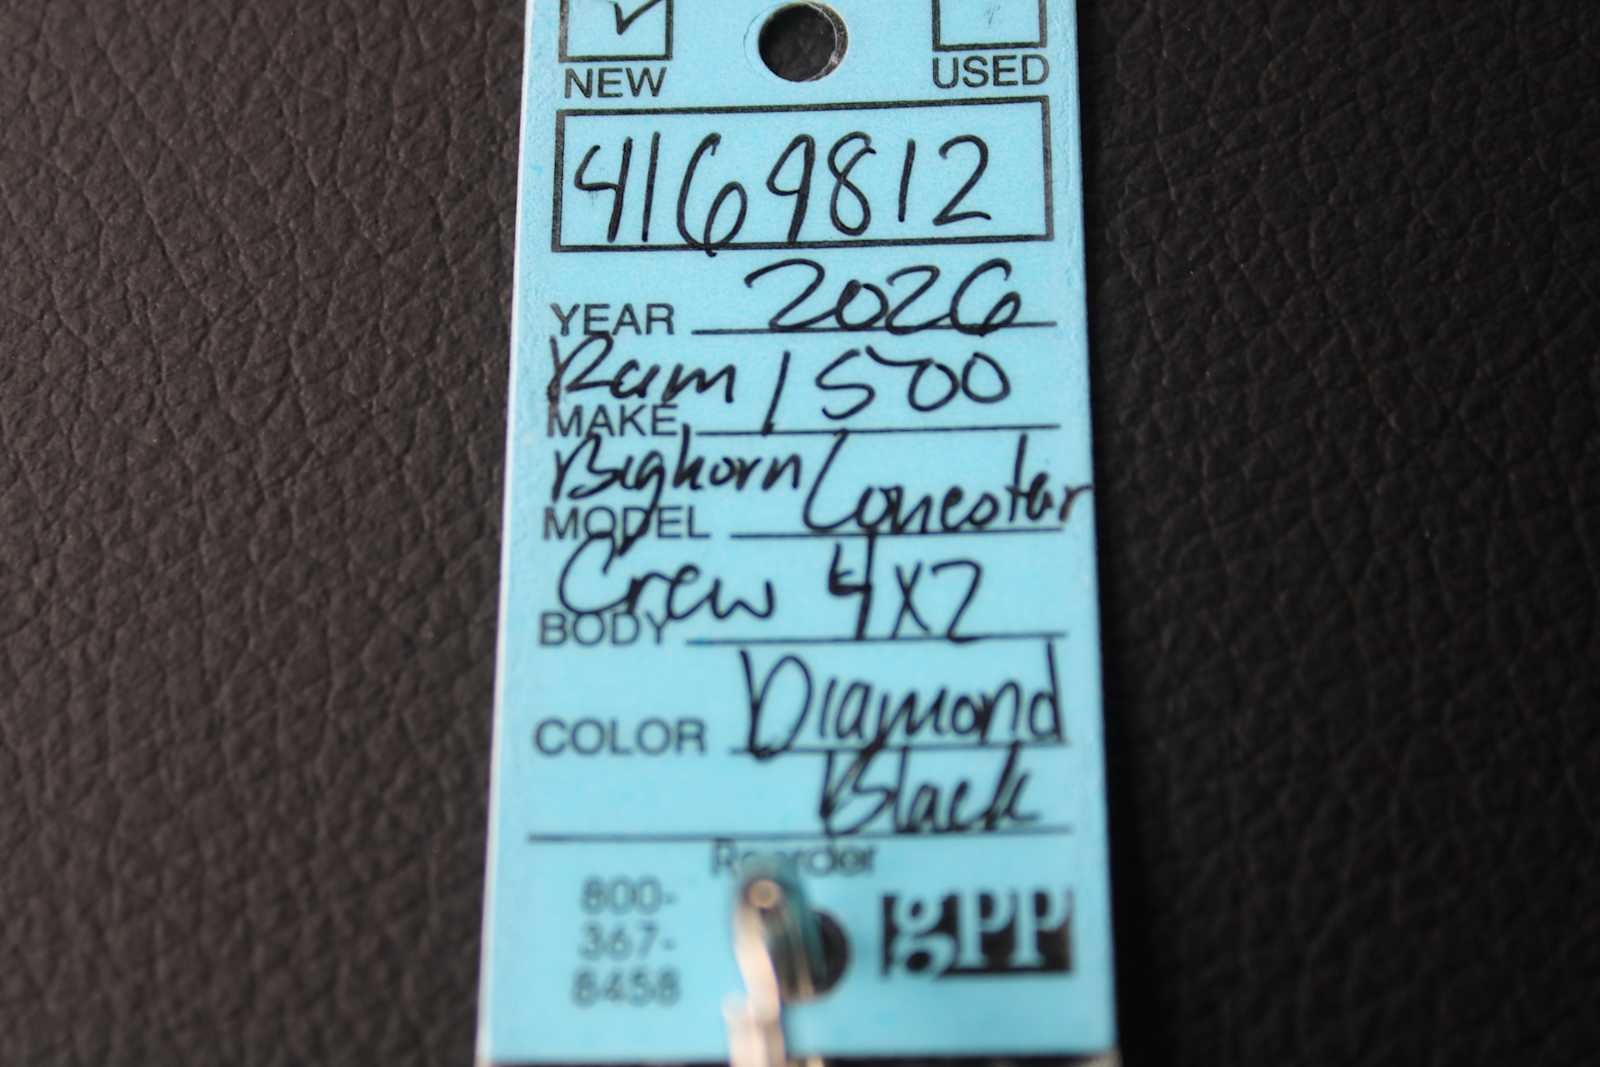 NEW USED
4169812
YEAR 2026
Ram 1500
MAKE
Bighorn Lonestar
MODEL
Crew 4x2
BODY
COLOR Diamond
Black
Reorder
800-
367-
8458
gpp